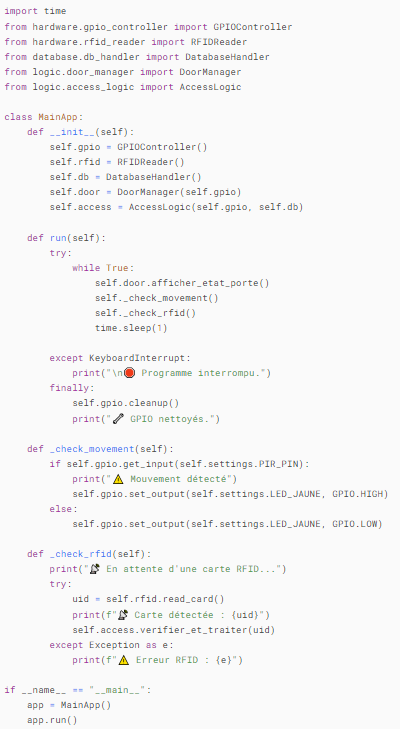 import time
from hardware.gpio_controller import GPIOController
from hardware.rfid_reader import RFIDReader
from database.db_handler import DatabaseHandler
from logic.door_manager import DoorManager
from logic.access_logic import AccessLogic

class MainApp:
    def __init__(self):
        self.gpio = GPIOController()
        self.rfid = RFIDReader()
        self.db = DatabaseHandler()
        self.door = DoorManager(self.gpio)
        self.access = AccessLogic(self.gpio, self.db)

    def run(self):
        try:
            while True:
                self.door.afficher_etat_porte()
                self._check_movement()
                self._check_rfid()
                time.sleep(1)

        except KeyboardInterrupt:
            print("\n🛑 Programme interrompu.")
        finally:
            self.gpio.cleanup()
            print("🔧 GPIO nettoyés.")

    def _check_movement(self):
        if self.gpio.get_input(self.settings.PIR_PIN):
            print("⚠️ Mouvement détecté")
            self.gpio.set_output(self.settings.LED_JAUNE, GPIO.HIGH)
        else:
            self.gpio.set_output(self.settings.LED_JAUNE, GPIO.LOW)

    def _check_rfid(self):
        print("📡 En attente d'une carte RFID...")
        try:
            uid = self.rfid.read_card()
            print(f"📡 Carte détectée : {uid}")
            self.access.verifier_et_traiter(uid)
        except Exception as e:
            print(f"⚠️ Erreur RFID : {e}")

if __name__ == "__main__":
    app = MainApp()
    app.run()